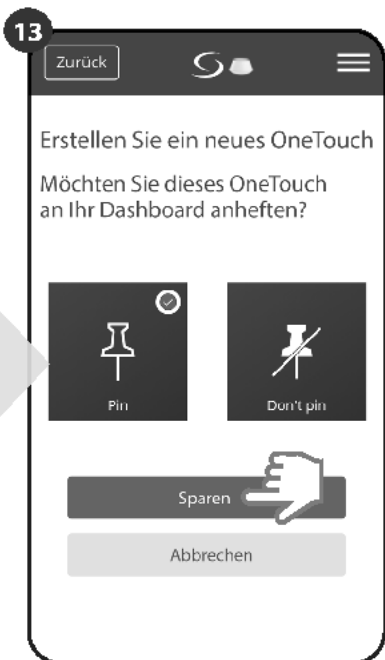 13
Zurück
Erstellen Sie ein neues OneTouch
Möchten Sie dieses OneTouch
an Ihr Dashboard anheften?
Pin
Don't pin
Sparen
Abbrechen